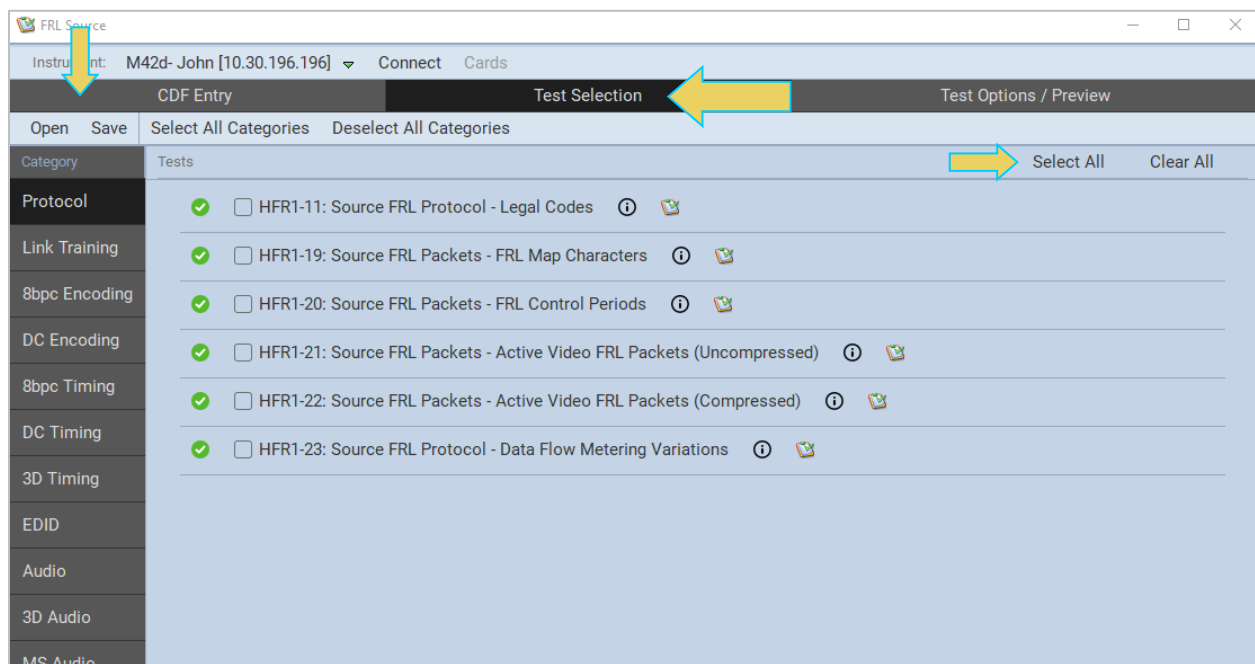 FRL Source
Instrument: M42d- John [10.30.196.196] Connect Cards
CDF Entry Test Selection Test Options / Preview
Open Save Select All Categories Deselect All Categories
Category Tests Select All Clear All
Protocol
HFR1-11: Source FRL Protocol - Legal Codes
Link Training
HFR1-19: Source FRL Packets - FRL Map Characters
8bpc Encoding
HFR1-20: Source FRL Packets - FRL Control Periods
DC Encoding
HFR1-21: Source FRL Packets - Active Video FRL Packets (Uncompressed)
8bpc Timing
HFR1-22: Source FRL Packets - Active Video FRL Packets (Compressed)
DC Timing
HFR1-23: Source FRL Protocol - Data Flow Metering Variations
3D Timing
EDID
Audio
3D Audio
MS Audio